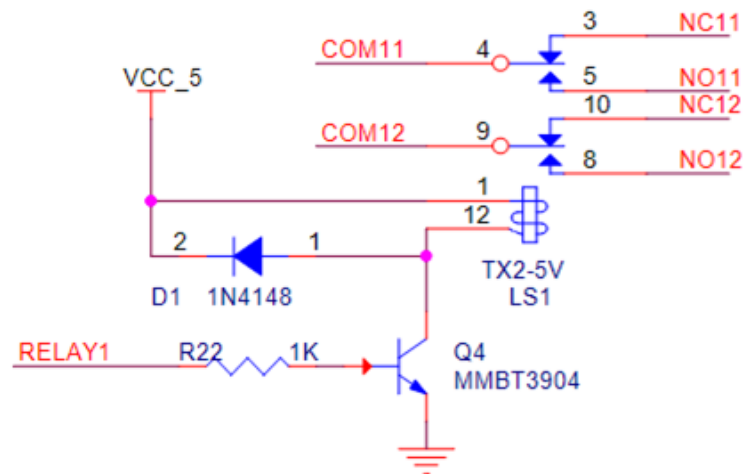 3 NC11
COM11 4
VCC_5
5 NO11
10 NC12
COM12 9
8 NO12
1
12
2 1
TX2-5V
D1 1N4148 LS1
RELAY1 R22 1K Q4
MMBT3904